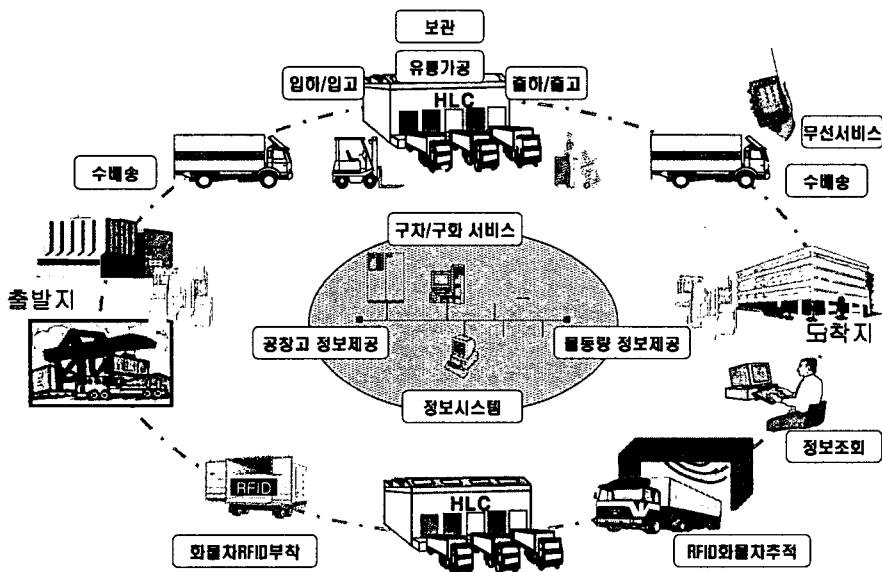 보관
유통가공
입하/입고
출하/출고
HLC
무선서비스
수배송
수배송
구차/구화 서비스
출발지
공창고 정보제공
물동량 정보제공
도착지
정보시스템
정보조회
RFID
HLC
화물차RFID부착
RFID화물차추적